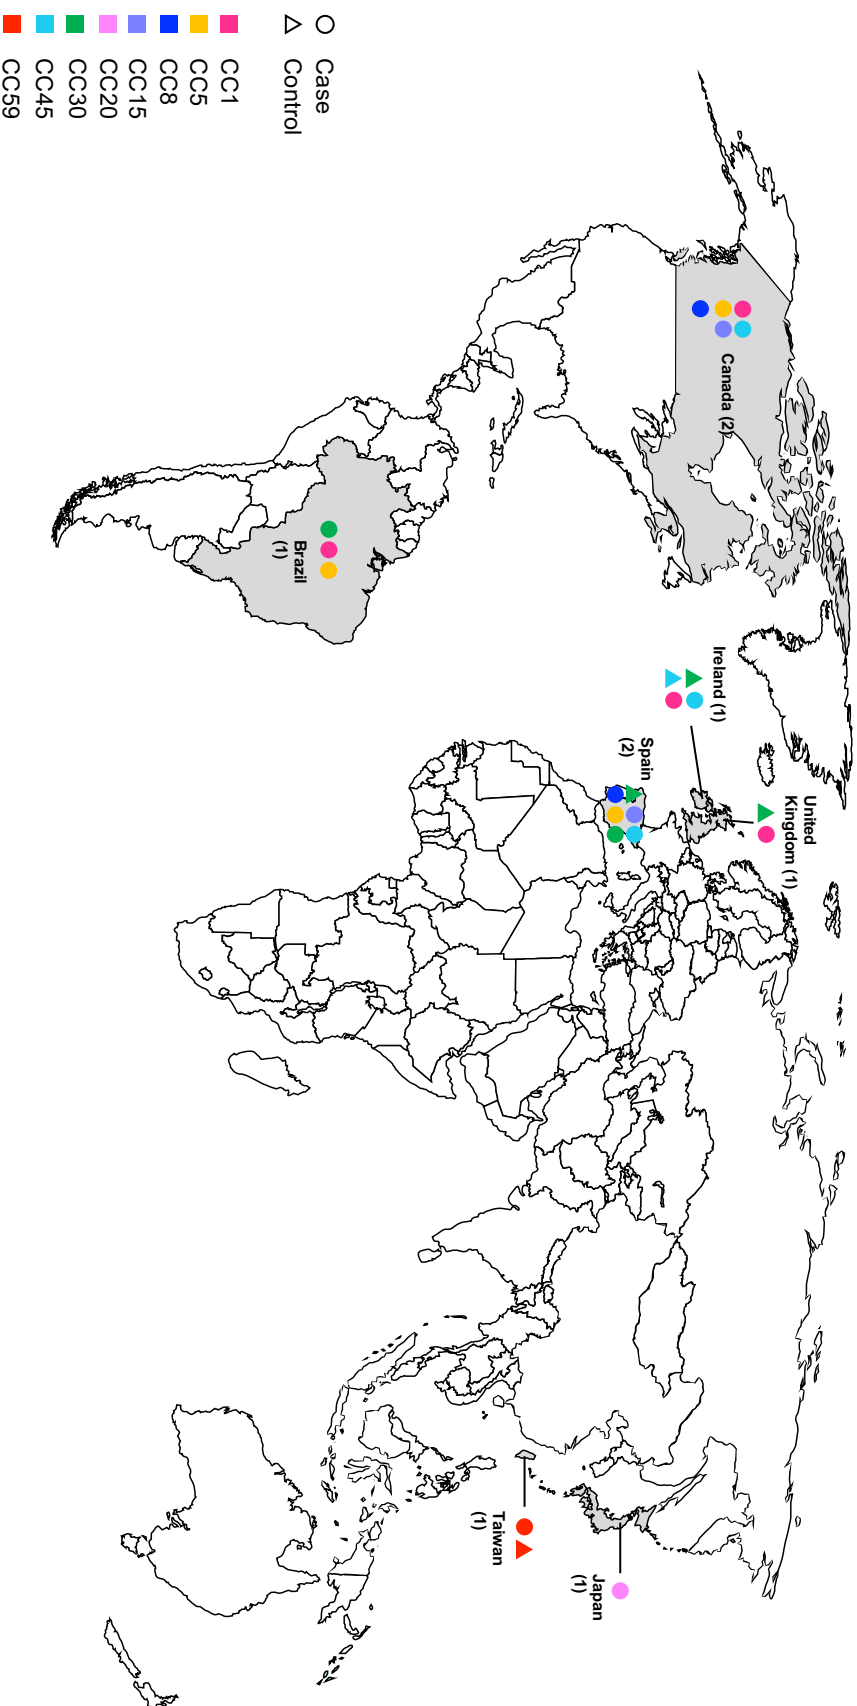 Canada (2)
Brazil
(1)
Ireland (1)
United
Kingdom (1)
Spain
(2)
Taiwan
(1)
Japan
(1)
Case
Control
CC1
CC5
CC8
CC15
CC20
CC30
CC45
CC59